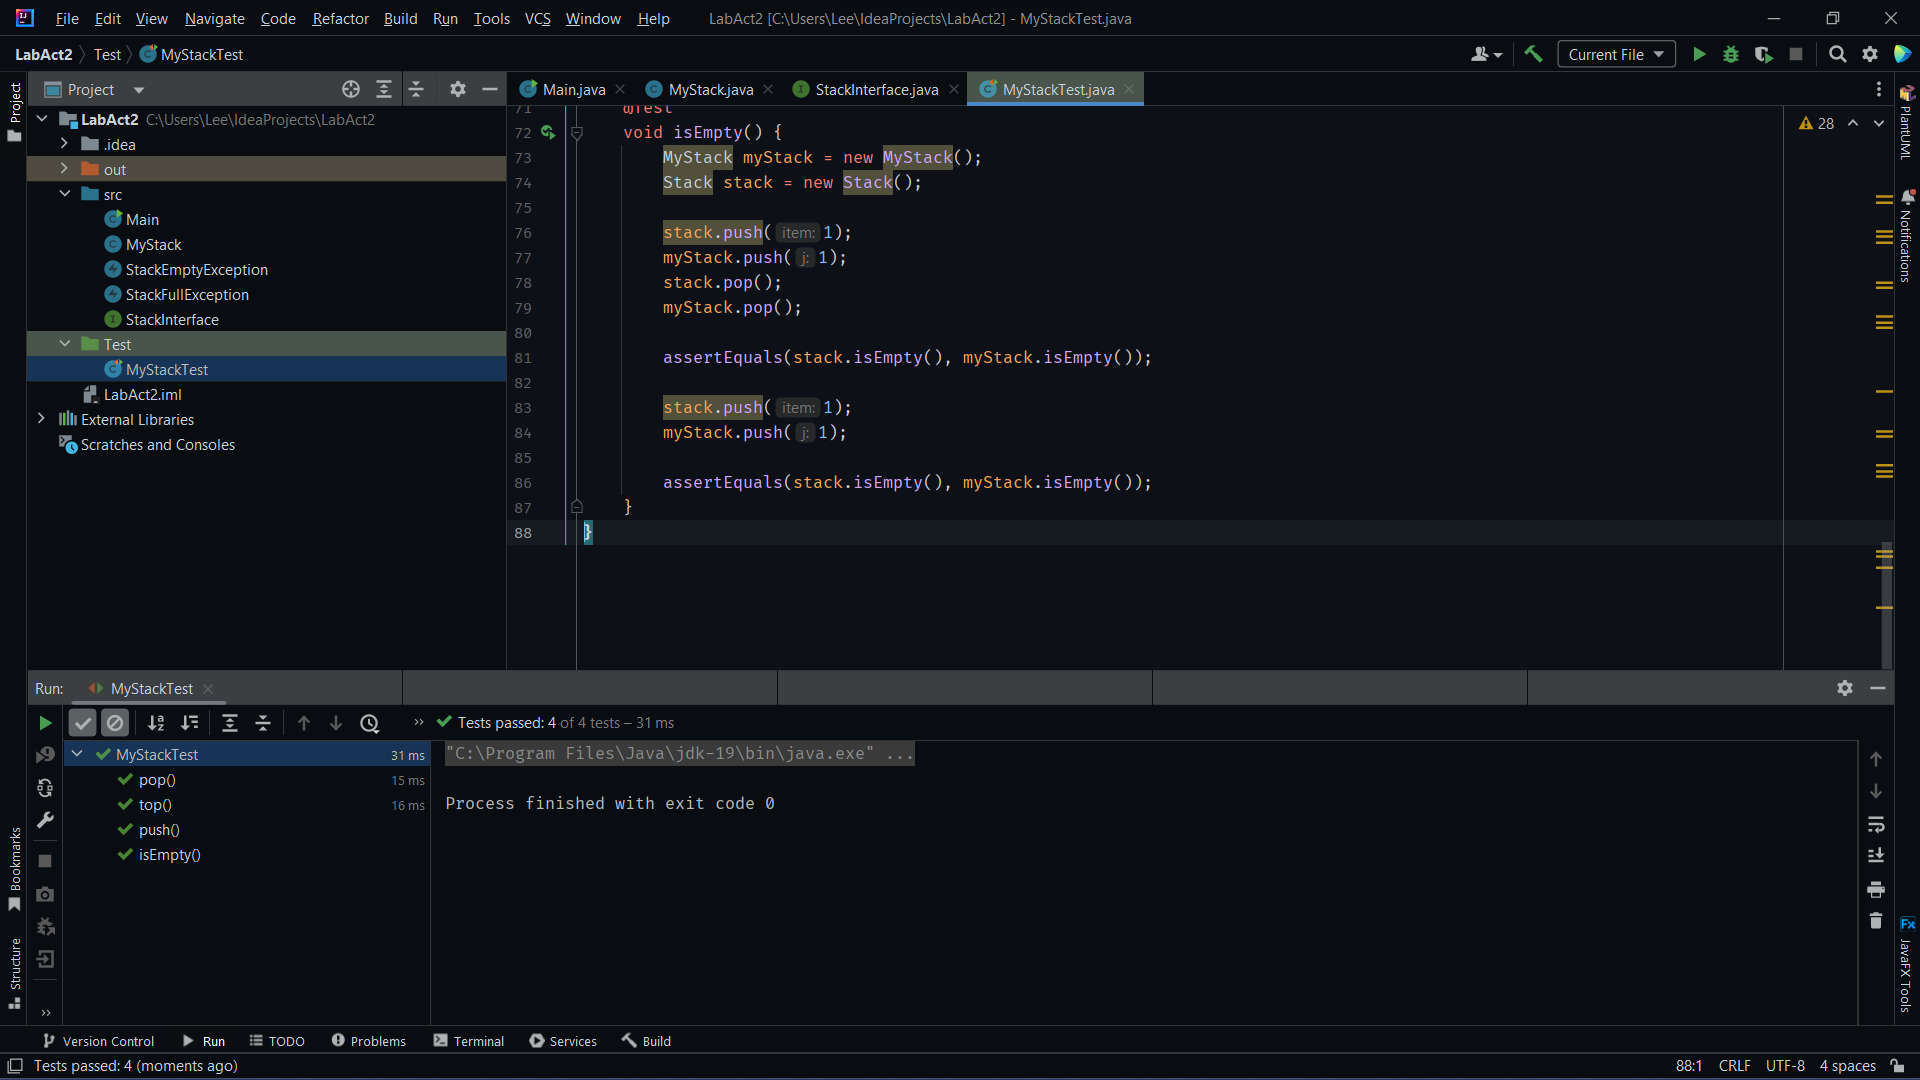 File Edit View Navigate Code Refactor Build Run Tools VCS Window Help LabAct2 [C:\Users\Lee\IdeaProjects\LabAct2] - MyStackTest.java
LabAct2 Test MyStackTest Current File
Project
Project
LabAct2 C:\Users\Lee\IdeaProjects\LabAct2
.idea
out
src
Main
MyStack
StackEmptyException
StackFullException
StackInterface
Test
MyStackTest
LabAct2.iml
External Libraries
Scratches and Consoles
Main.java MyStack.java StackInterface.java MyStackTest.java
28
71 @Test
72 void isEmpty() {
73 MyStack myStack = new MyStack();
74 Stack stack = new Stack();
75
76 stack.push( item: 1);
77 myStack.push( j: 1);
78 stack.pop();
79 myStack.pop();
80
81 assertEquals(stack.isEmpty(), myStack.isEmpty());
82
83 stack.push( item: 1);
84 myStack.push( j: 1);
85
86 assertEquals(stack.isEmpty(), myStack.isEmpty());
87 }
88 }
PlantUML
Notifications
JavaFX Tools
Bookmarks
Structure
Run: MyStackTest
Tests passed: 4 of 4 tests – 31 ms
MyStackTest 31 ms
pop() 15 ms
top() 16 ms
push()
isEmpty()
"C:\Program Files\Java\jdk-19\bin\java.exe" ...
Process finished with exit code 0
Version Control Run TODO Problems Terminal Services Build
Tests passed: 4 (moments ago) 88:1 CRLF UTF-8 4 spaces